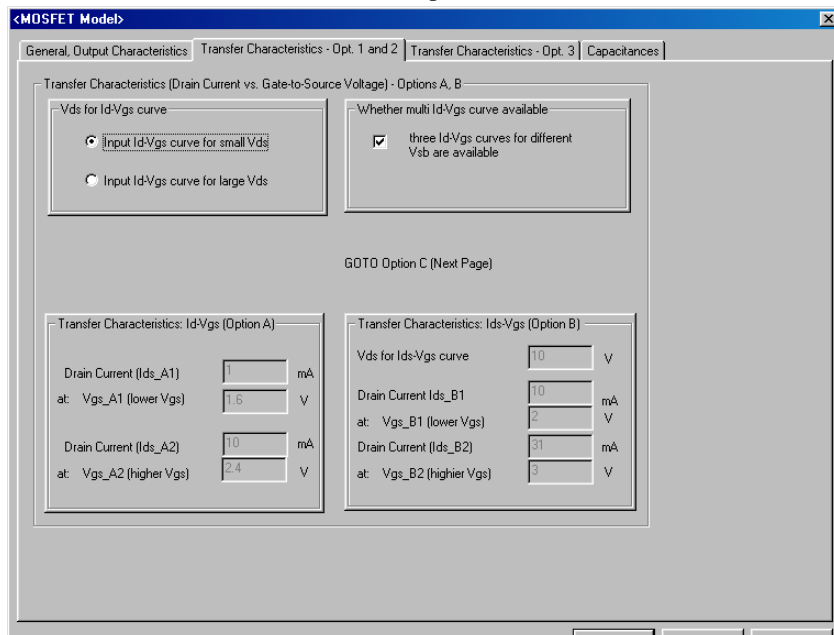 <MOSFET Model>
General, Output Characteristics
Transfer Characteristics - Opt. 1 and 2
Transfer Characteristics - Opt. 3
Capacitances
Transfer Characteristics (Drain Current vs. Gate-to-Source Voltage) - Options A, B
Vds for Id-Vgs curve
Input Id-Vgs curve for small Vds
Input Id-Vgs curve for large Vds
Whether multi Id-Vgs curve available
three Id-Vgs curves for different
Vsb are available
GOTO Option C (Next Page)
Transfer Characteristics: Id-Vgs (Option A)
Drain Current (Ids_A1) 1 mA
at: Vgs_A1 (lower Vgs) 1.6 V
Drain Current (Ids_A2) 10 mA
at: Vgs_A2 (higher Vgs) 2.4 V
Transfer Characteristics: Ids-Vgs (Option B)
Vds for Ids-Vgs curve 10 V
Drain Current Ids_B1 10 mA
at: Vgs_B1 (lower Vgs) 2 V
Drain Current (Ids_B2) 31 mA
at: Vgs_B2 (highier Vgs) 3 V